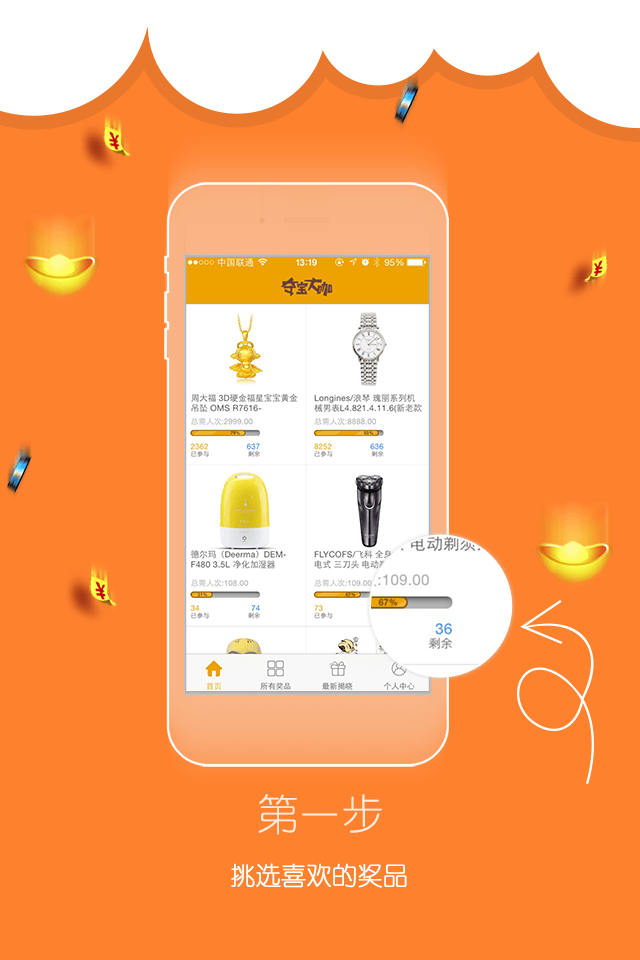 中国联通
13:19
95%
夺宝大咖
周大福 3D硬金福星宝宝黄金
吊坠 OMS R7616-
总需人次:2999.00
79%
2362
637
已参与
剩余
Longines/浪琴 瑰丽系列机
械男表L4.821.4.11.6(新老款
总需人次:8888.00
8252
636
已参与
剩余
德尔玛（Deerma）DEM-
F480 3.5L 净化加湿器
总需人次:108.00
31%
34
74
已参与
剩余
FLYCOFS/飞科 全身
电式 三刀头 电动
总需人次:109.00
67%
73
已参与
电动剃须
:109.00
67%
36
剩余
首页
所有奖品
最新揭晓
个人中心
第一步
挑选喜欢的奖品